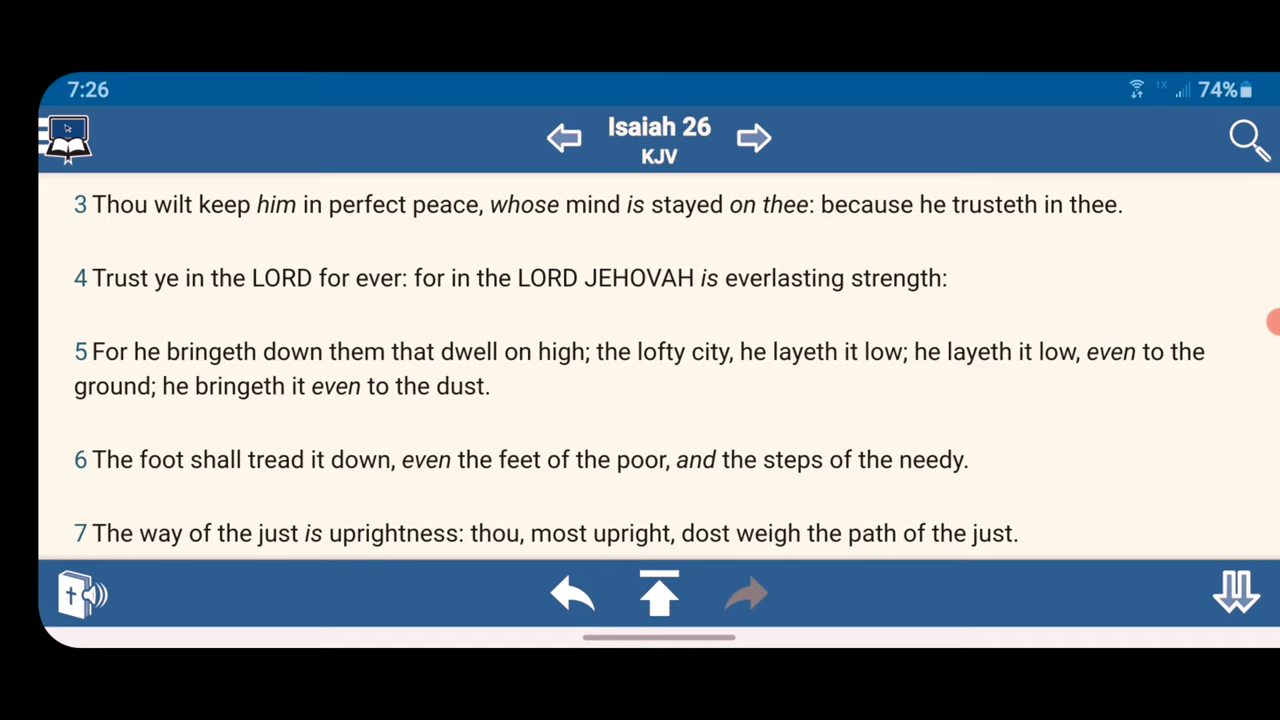 7:26
1X 74%
Isaiah 26
KJV
3 Thou wilt keep him in perfect peace, whose mind is stayed on thee: because he trusteth in thee.
4 Trust ye in the LORD for ever: for in the LORD JEHOVAH is everlasting strength:
5 For he bringeth down them that dwell on high; the lofty city, he layeth it low; he layeth it low, even to the
ground; he bringeth it even to the dust.
6 The foot shall tread it down, even the feet of the poor, and the steps of the needy.
7 The way of the just is uprightness: thou, most upright, dost weigh the path of the just.